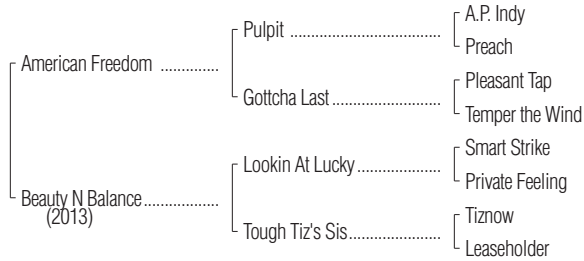 A.P. Indy
Pulpit ..............................
Preach
American Freedom ..............
Pleasant Tap
Gottcha Last......................
Temper the Wind
Smart Strike
Lookin At Lucky.................
Private Feeling
Beauty N Balance..................
(2013)
Tiznow
Tough Tiz's Sis...................
Leaseholder